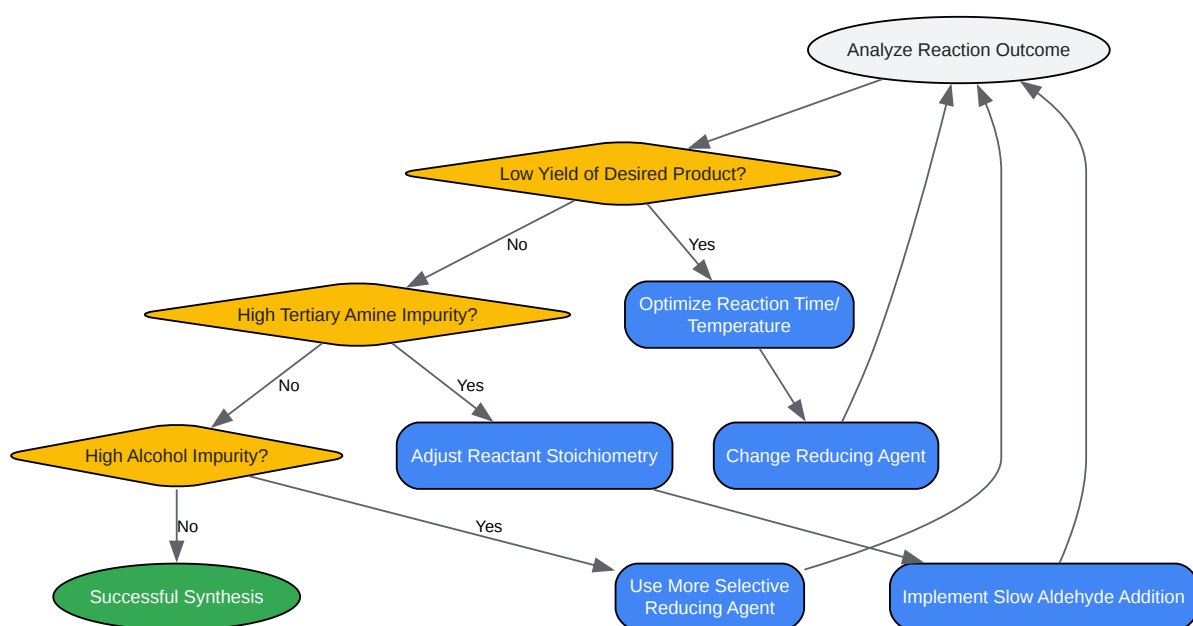 Analyze Reaction Outcome
Low Yield of Desired Product?
No
Yes
High Tertiary Amine Impurity?
Optimize Reaction Time/
Temperature
No
Yes
High Alcohol Impurity?
Adjust Reactant Stoichiometry
Change Reducing Agent
No
Yes
Successful Synthesis
Use More Selective
Reducing Agent
Implement Slow Aldehyde Addition